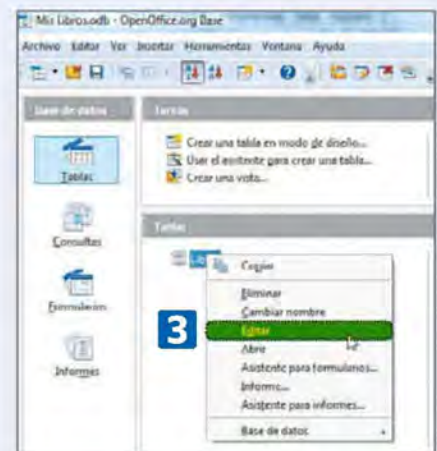 Mis Libros.odb - OpenOffice.org Base
Archivo Editar Ver Insertar Herramientas Ventana Ayuda
Base de datos
Tareas
Tablas
Consultas
Formularios
Informes
Crear una tabla en modo de diseño...
Usar el asistente para crear una tabla...
Crear una vista...
Tablas
Copiar
Eliminar
Cambiar nombre
3
Editar
Abrir
Asistente para formularios...
Informe...
Asistente para informes...
Base de datos